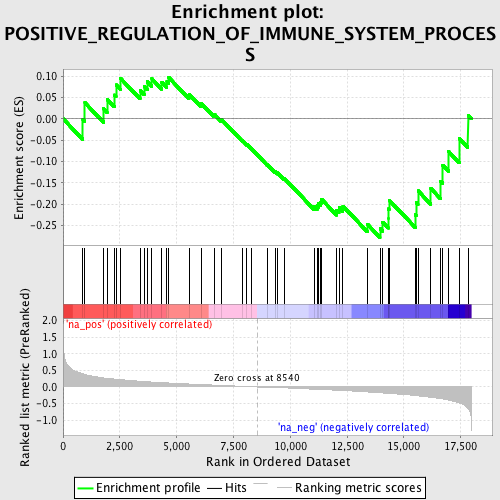 Enrichment plot:
POSITIVE_REGULATION_OF_IMMUNE_SYSTEM_PROCES
S
Enrichment score (ES)
0.10
0.05
0.00
-0.05
-0.10
-0.15
-0.20
-0.25
'na_pos' (positively correlated)
Ranked list metric (PreRanked)
2.0
1.5
1.0
0.5
0.0
-0.5
-1.0
Zero cross at 8540
'na_neg' (negatively correlated)
0
2,500
5,000
7,500
10,000
12,500
15,000
17,500
Rank in Ordered Dataset
Enrichment profile
Hits
Ranking metric scores